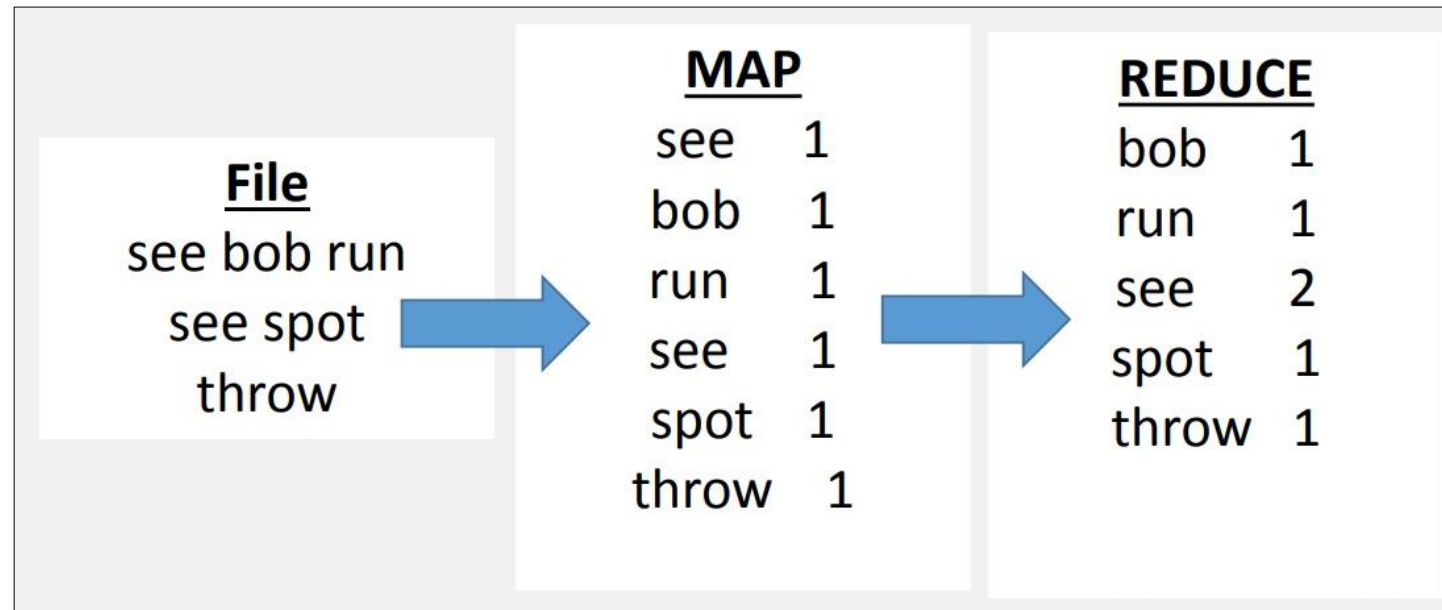 File
see bob run
see spot
throw
MAP
see 1
bob 1
run 1
see 1
spot 1
throw 1
REDUCE
bob 1
run 1
see 2
spot 1
throw 1